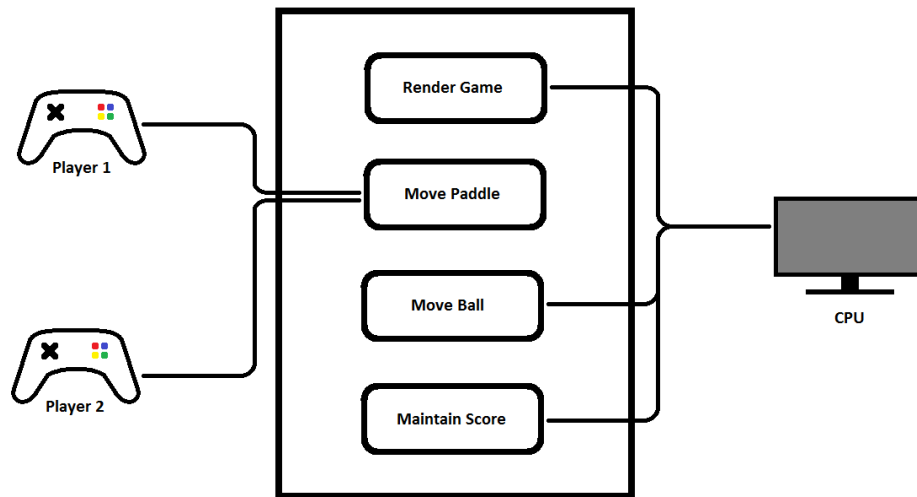 Render Game
Player 1
Move Paddle
Move Ball
CPU
Player 2
Maintain Score